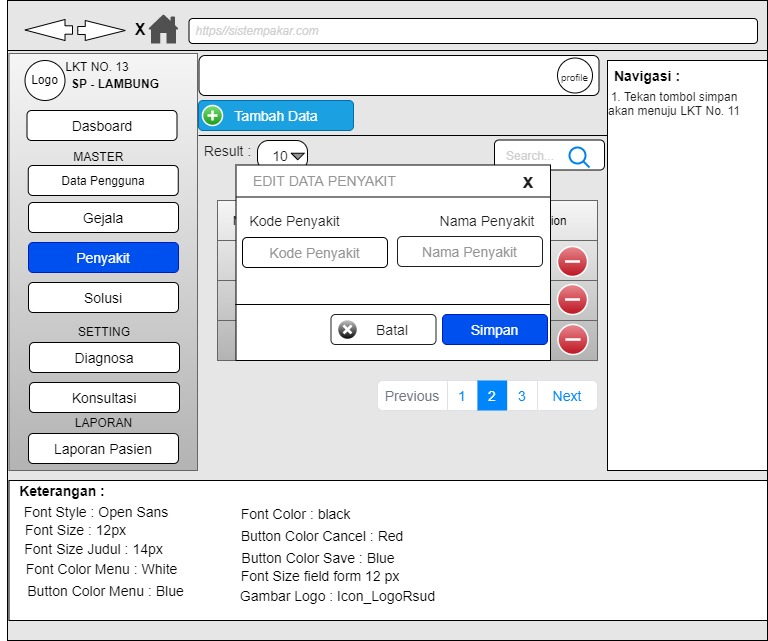 X
https//sistempakar.com
LKT NO. 13
Logo
SP - LAMBUNG
profile
Navigasi :
1. Tekan tombol simpan
akan menuju LKT No. 11
Tambah Data
Dasboard
Result :
10
Search...
MASTER
Data Pengguna
EDIT DATA PENYAKIT
X
Gejala
Kode Penyakit
Nama Penyakit
Penyakit
Kode Penyakit
Nama Penyakit
Solusi
SETTING
Batal
Simpan
Diagnosa
Konsultasi
Previous
1
2
3
Next
LAPORAN
Laporan Pasien
Keterangan :
Font Style : Open Sans
Font Size : 12px
Font Size Judul : 14px
Font Color Menu : White
Button Color Menu : Blue
Font Color : black
Button Color Cancel : Red
Button Color Save : Blue
Font Size field form 12 px
Gambar Logo : Icon_LogoRsud